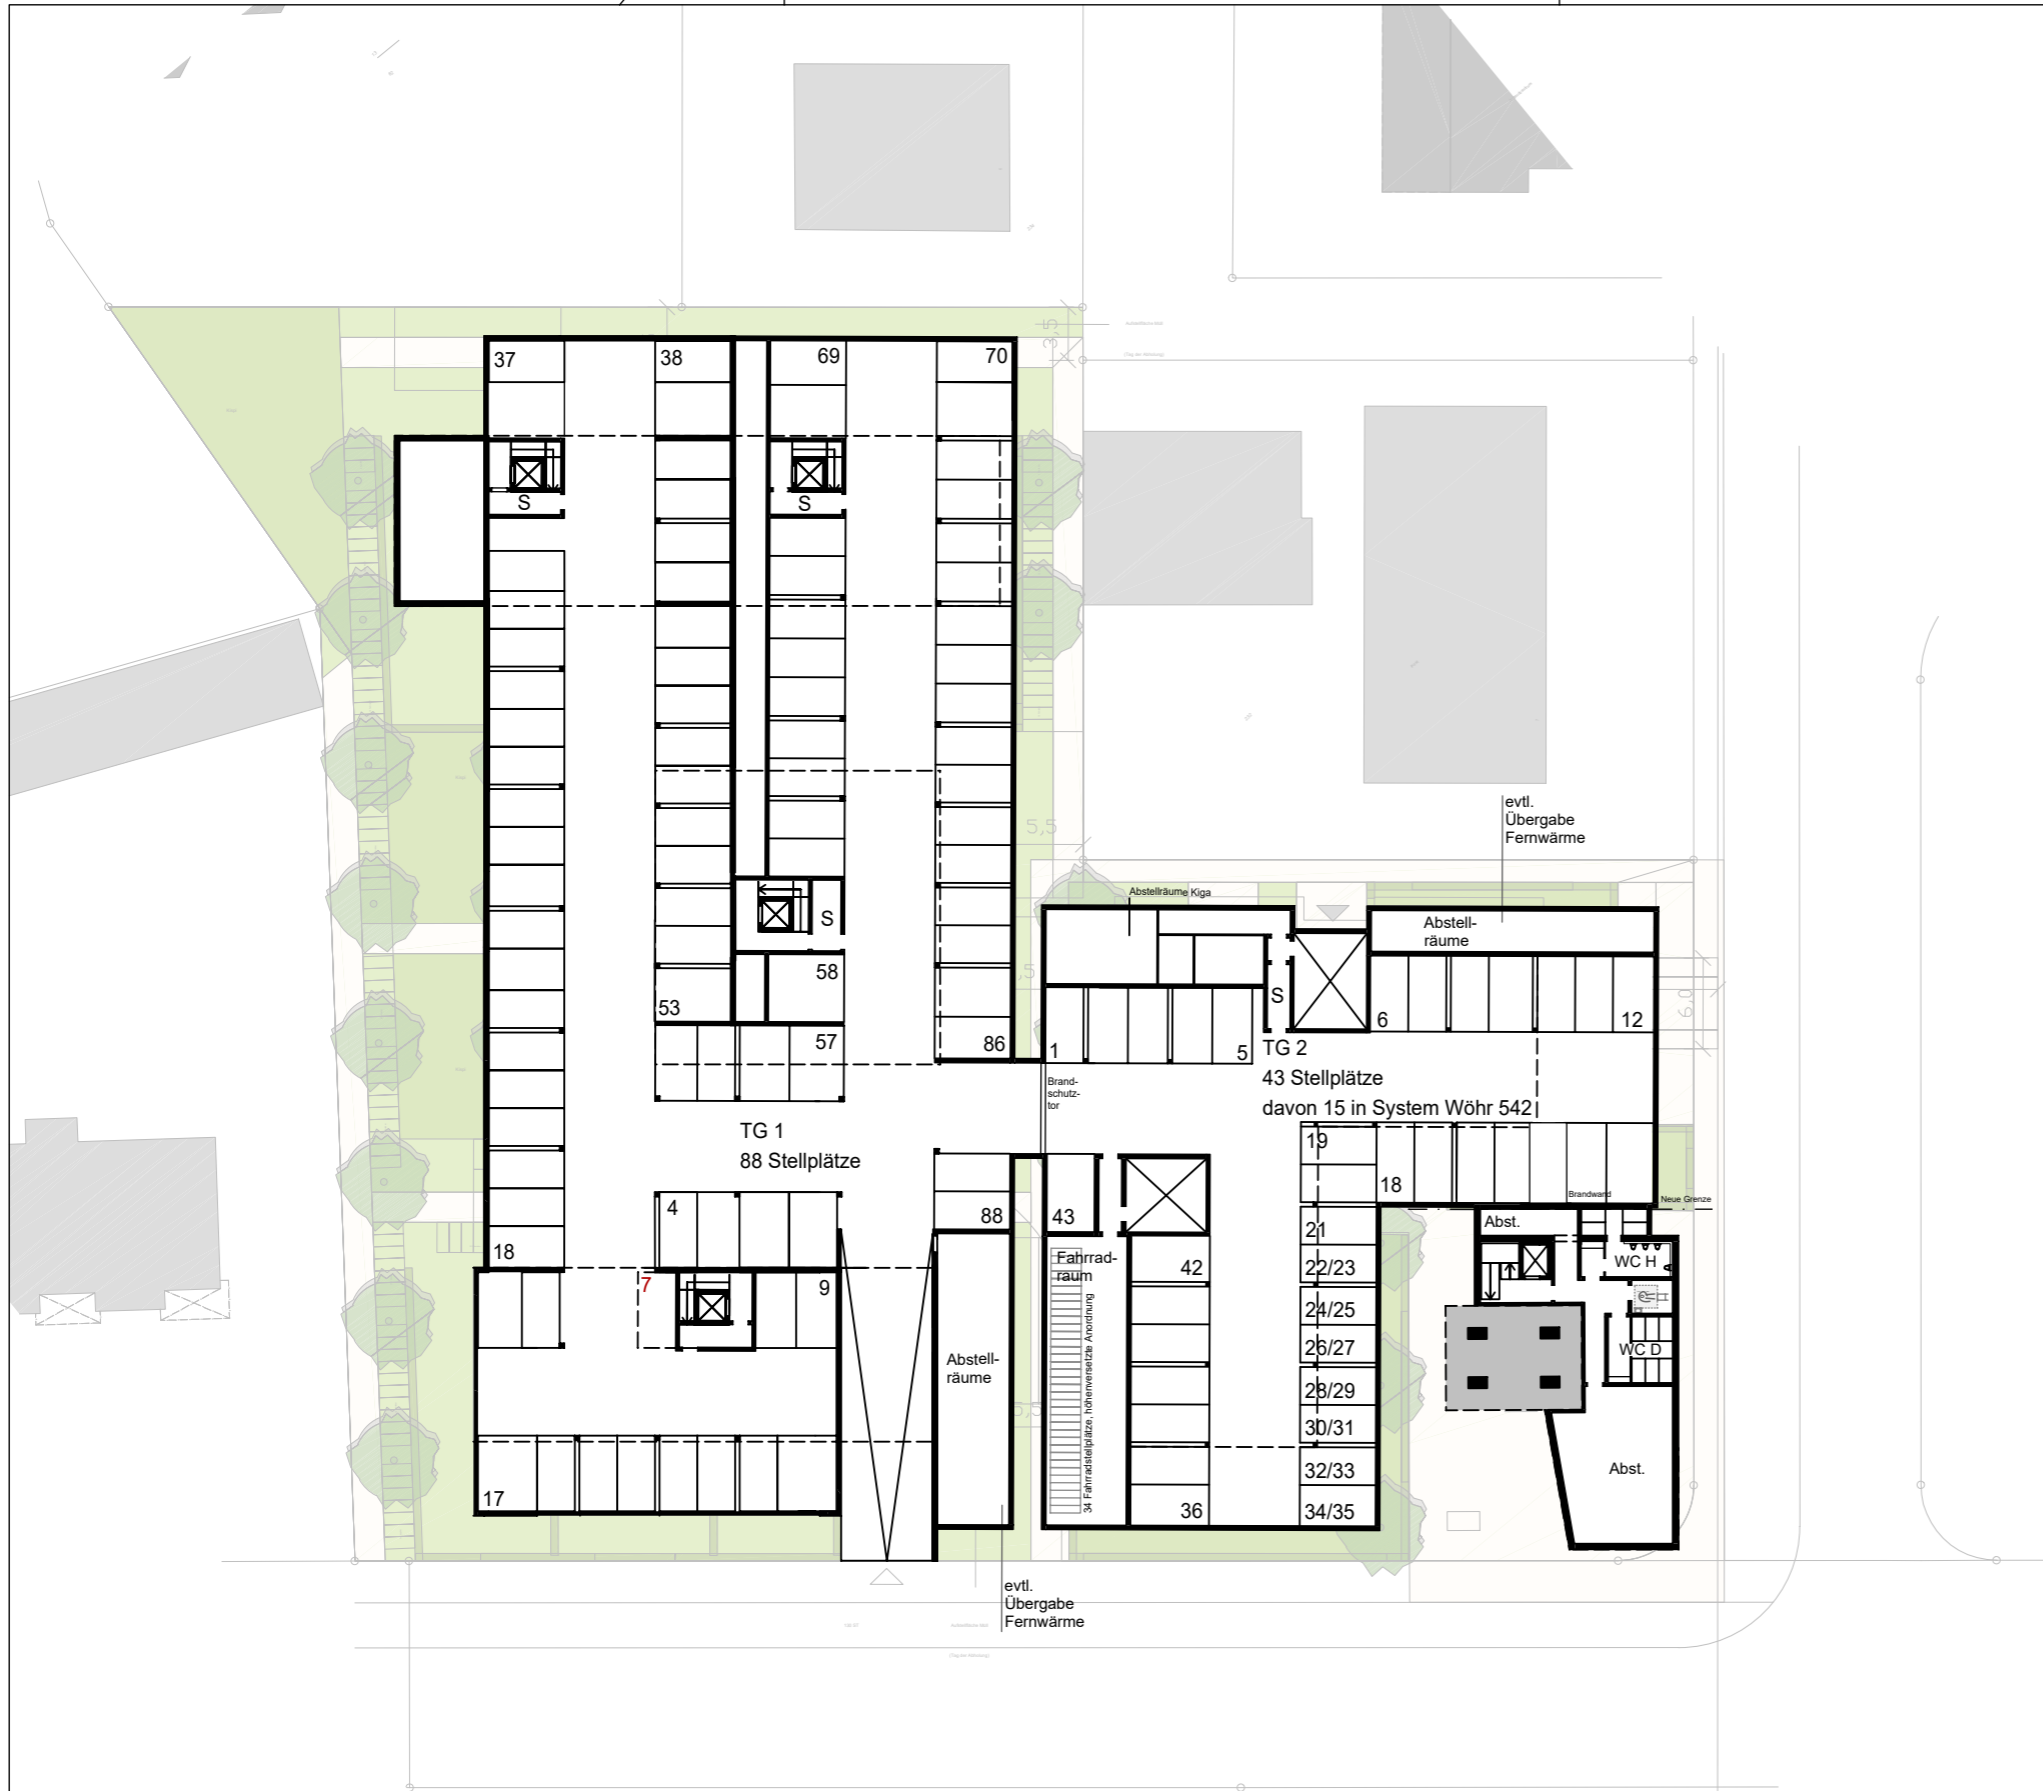 3,5
37
38
69
70
S
S
5,5
evtl.
Übergabe
Fernwärme
Abstellräume Kiga
S
Abstell-
räume
58
53
S
6
12
6,0
57
86
1
5
TG 2
43 Stellplätze
davon 15 in System Wöhr 542
Brand-
schutz-
tor
TG 1
88 Stellplätze
19
18
Brandwand
Neue Grenze
4
88
43
21
Abst.
18
Fahrrad-
raum
42
22/23
WC H
7
9
24/25
26/27
WC D
Abstell-
räume
28/29
30/31
34 Fahrradstellplätze, höhenversetzte Anordnung
5,5
32/33
Abst.
17
36
34/35
evtl.
Übergabe
Fernwärme